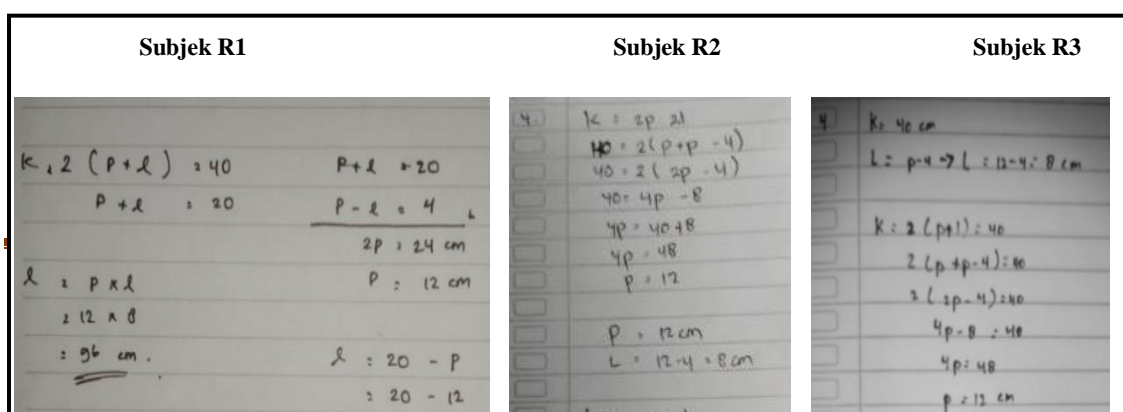 Subjek R1
Subjek R2
Subjek R3
K : 2 (P+l) = 40
P+l = 20
l = P x l
= 12 x 8
= 96 cm.
P+l = 20
P-l = 4
2P = 24 cm
P = 12 cm
l = 20 - P
= 20 - 12
4.
K = 2p 2l
40 = 2(p+p -4)
40 = 2( 2p -4)
40 = 4p -8
4p = 40+8
4p = 48
p = 12
P = 12 cm
L = 12-4 = 8 cm
4
K = 40 cm
L = p-4 -> L = 12-4 = 8 cm
K = 2 (p+l) = 40
2 (p+p-4) = 40
2 (2p-4) = 40
4p-8 = 40
4p = 48
p = 12 cm